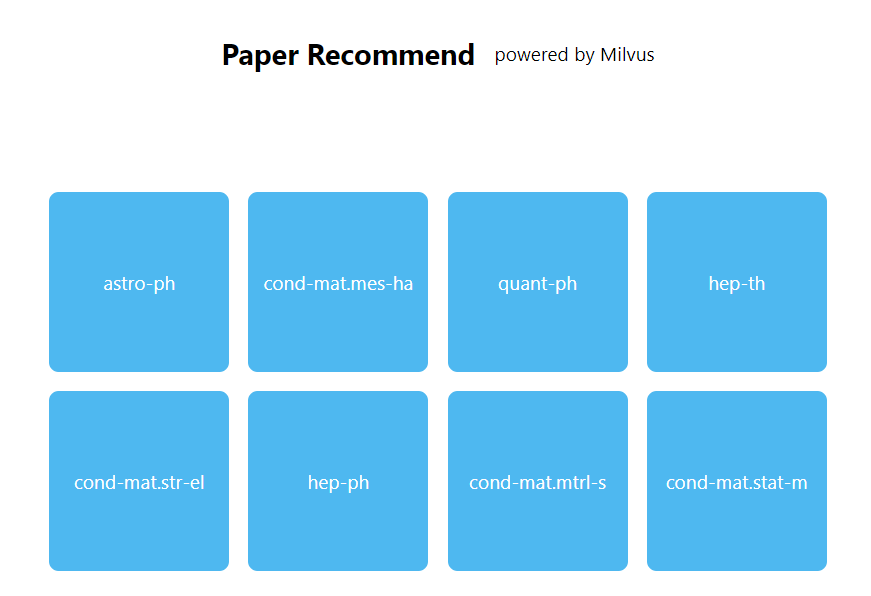 Paper Recommend powered by Milvus
astro-ph cond-mat.mes-ha quant-ph hep-th
cond-mat.str-el hep-ph cond-mat.mtrl-s cond-mat.stat-m